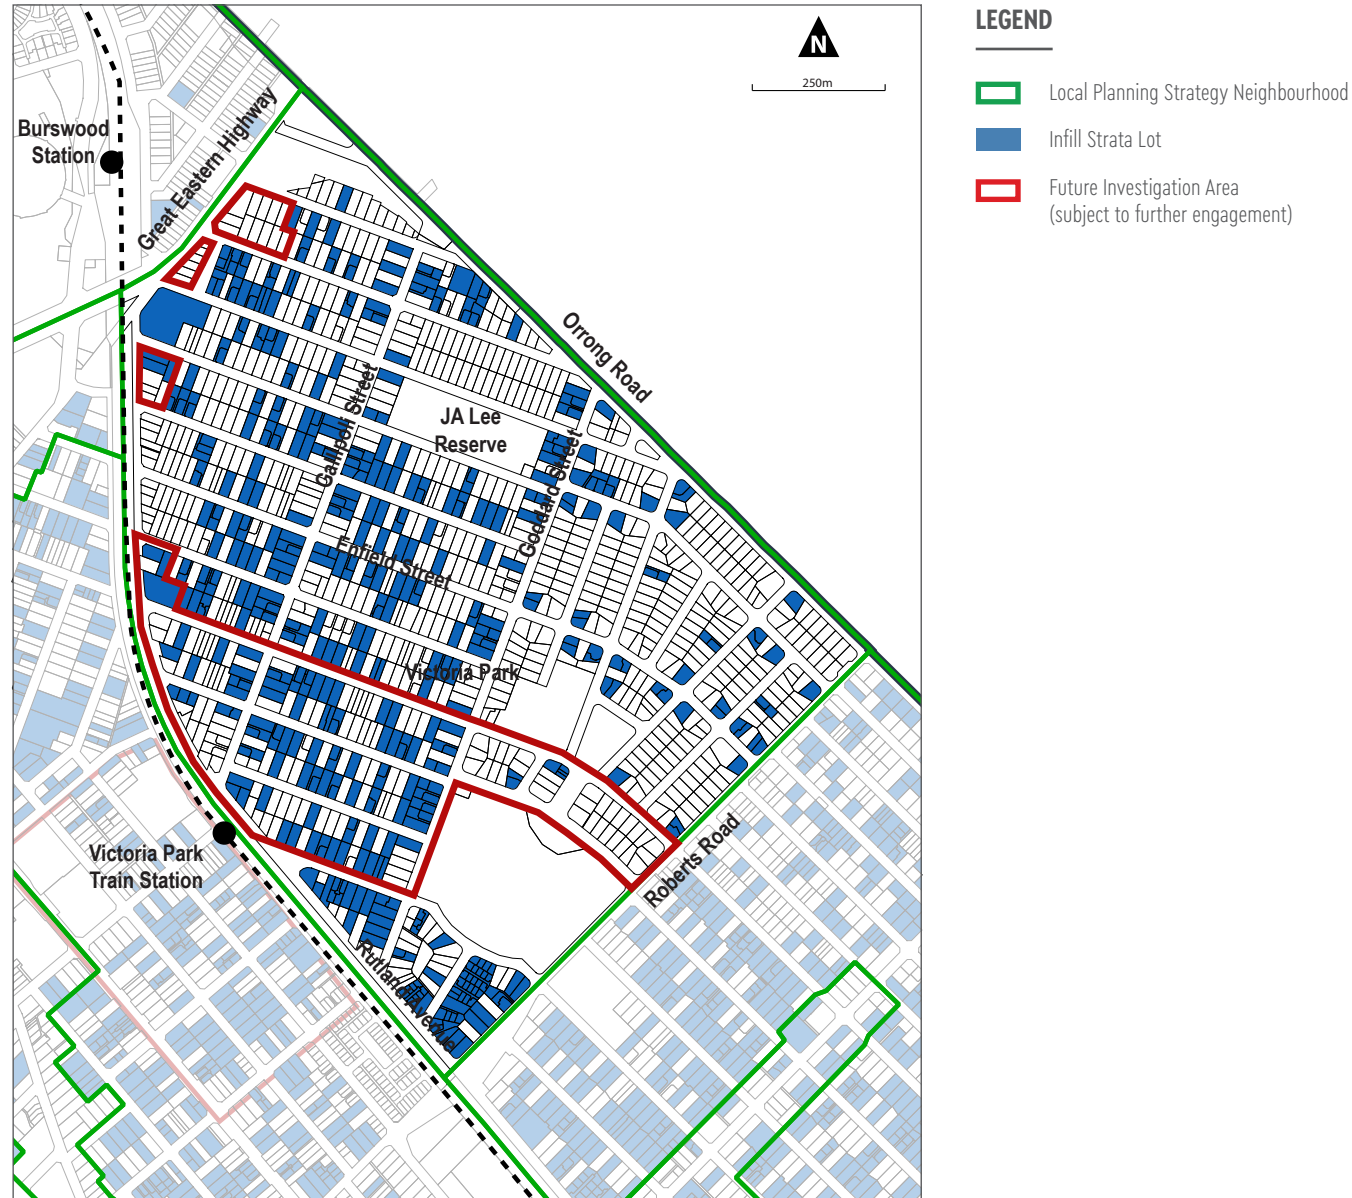 N
250m
Burswood
Station
Great Eastern Highway
Orrong Road
JA Lee
Reserve
Gallipoli Street
Goddard Street
Enfield Street
Victoria Park
Victoria Park
Train Station
Roberts Road
Rutland Avenue
LEGEND
Local Planning Strategy Neighbourhood
Infill Strata Lot
Future Investigation Area
(subject to further engagement)